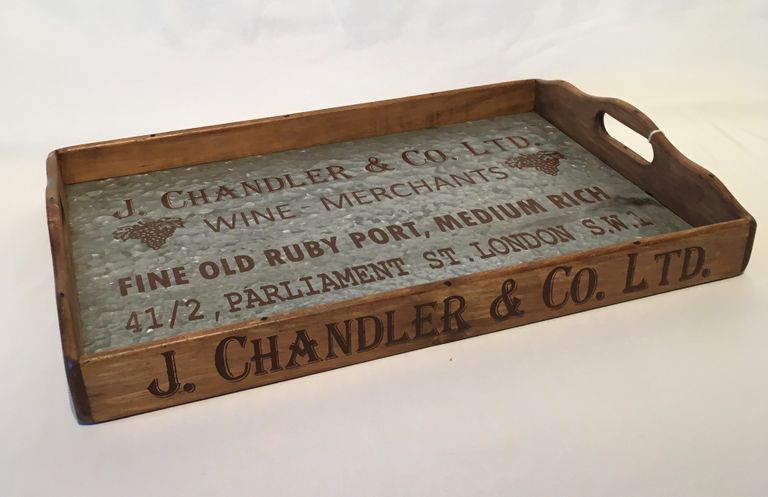 J. CHANDLER & CO. LTD.
WINE-MERCHANTS
FINE OLD RUBY PORT, MEDIUM RICH
41/2, PARLIAMENT ST. LONDON S.W.1
J. CHANDLER & CO. LTD.